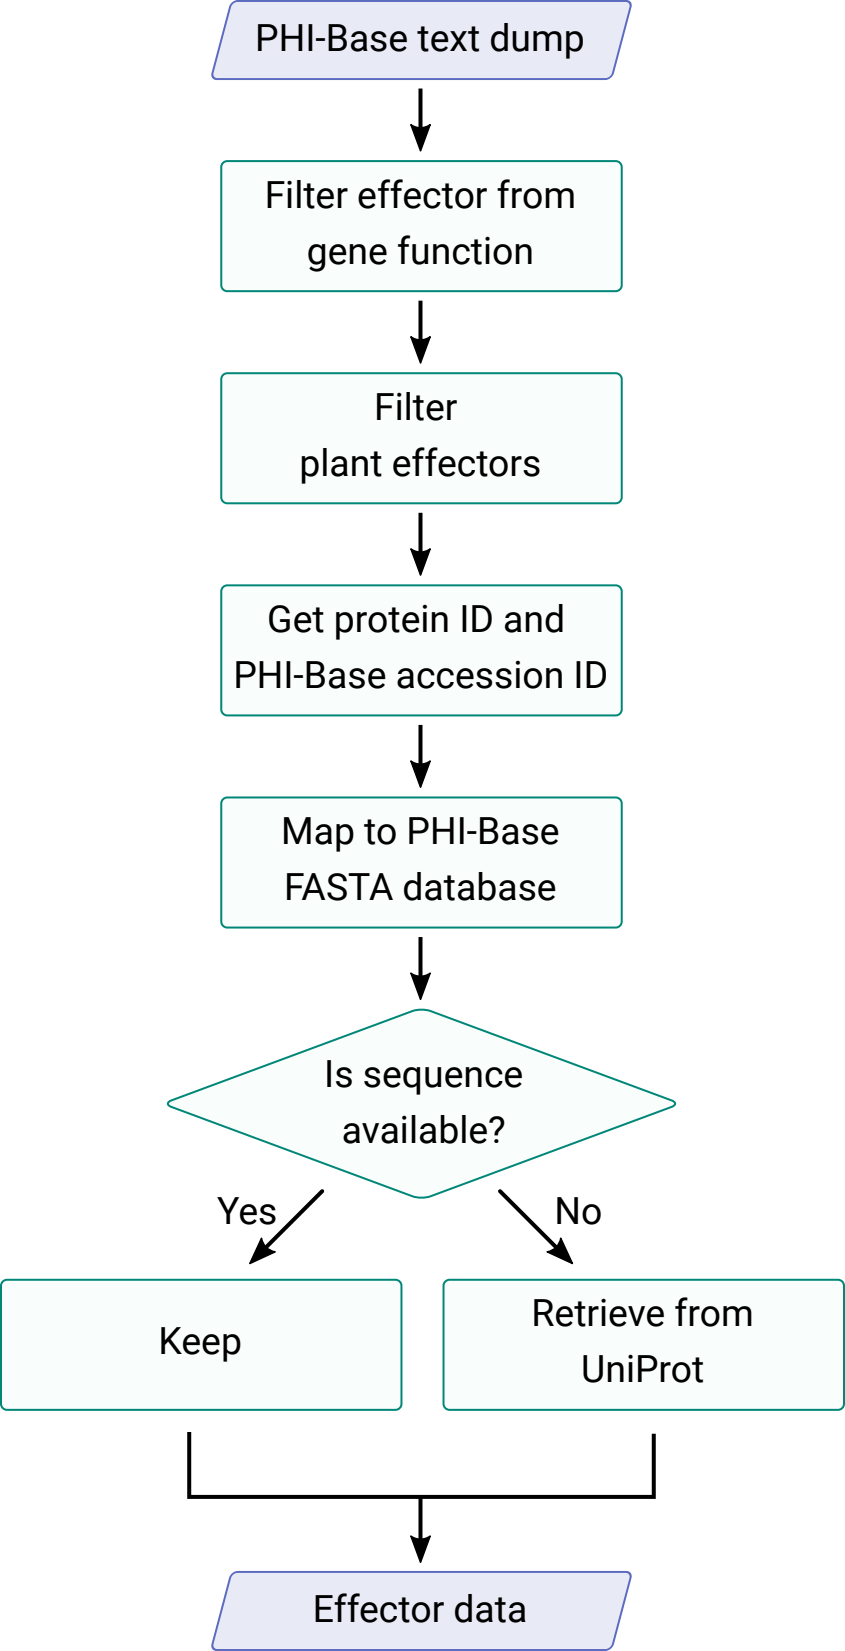 PHI-Base text dump
Filter effector from
gene function
Filter
plant effectors
Get protein ID and
PHI-Base accession ID
Map to PHI-Base
FASTA database
Is sequence
available?
Yes
No
Keep
Retrieve from
UniProt
Effector data